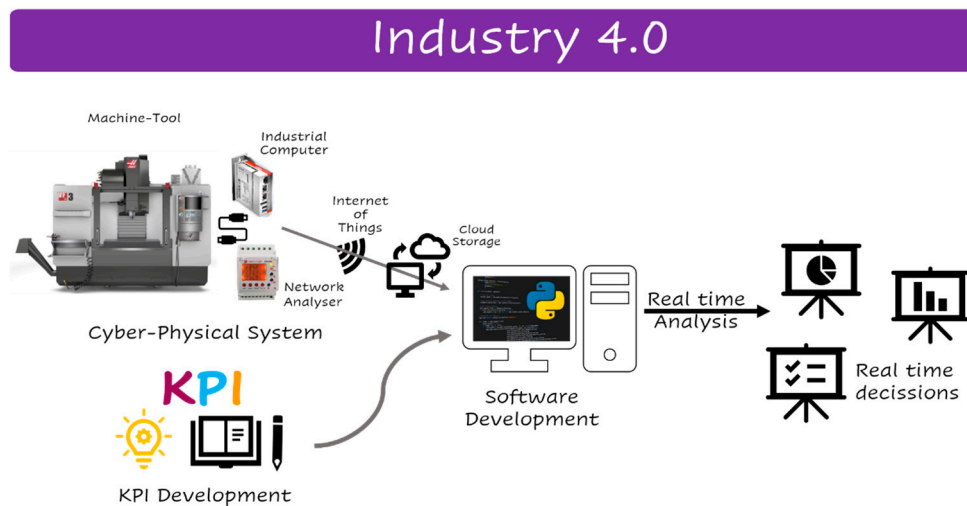 Industry 4.0
Machine-Tool
Industrial
Computer
3
Internet
of
Things
Cloud
Storage
Network
Analyser
Cyber-Physical System
Real time
Analysis
KPI
Software
Development
Real time
decissions
KPI Development